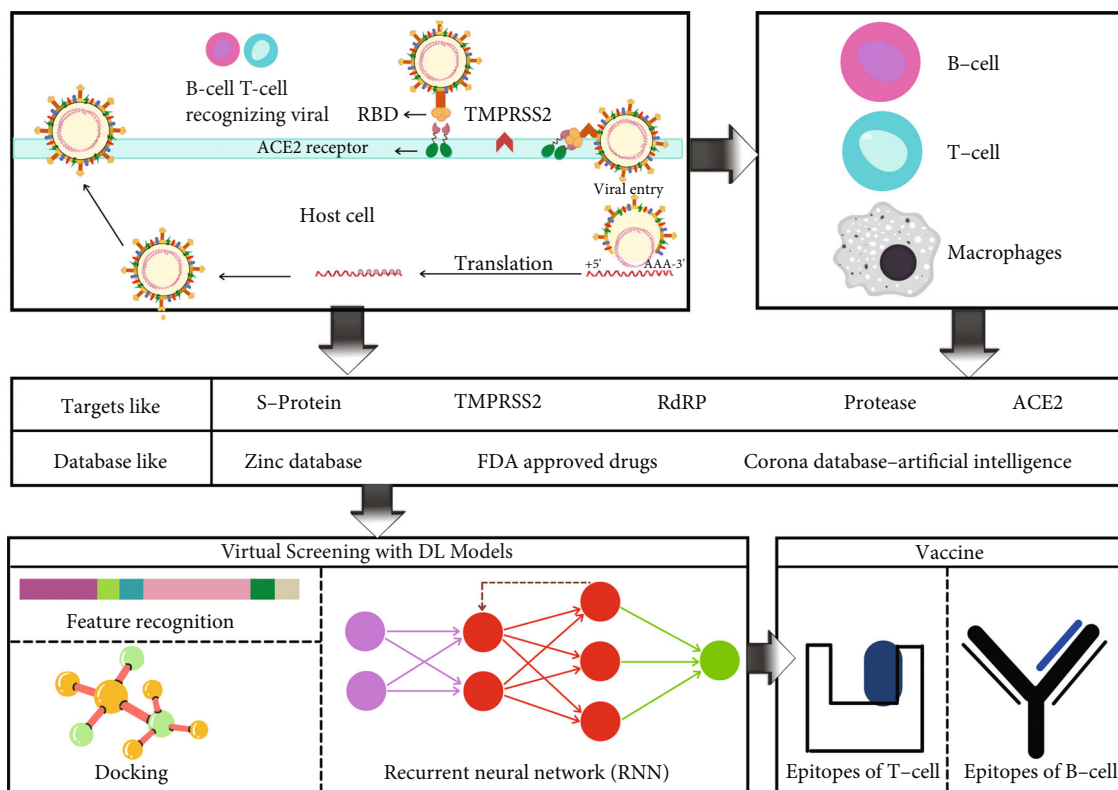 B-cell T-cell
recognizing viral
RBD
TMPRSS2
ACE2 receptor
Viral entry
Host cell
Translation
+5'
AAA-3'
B–cell
T–cell
Macrophages
Targets like
S–Protein
TMPRSS2
RdRP
Protease
ACE2
Database like
Zinc database
FDA approved drugs
Corona database–artificial intelligence
Virtual Screening with DL Models
Feature recognition
Docking
Recurrent neural network (RNN)
Vaccine
Epitopes of T–cell
Epitopes of B–cell